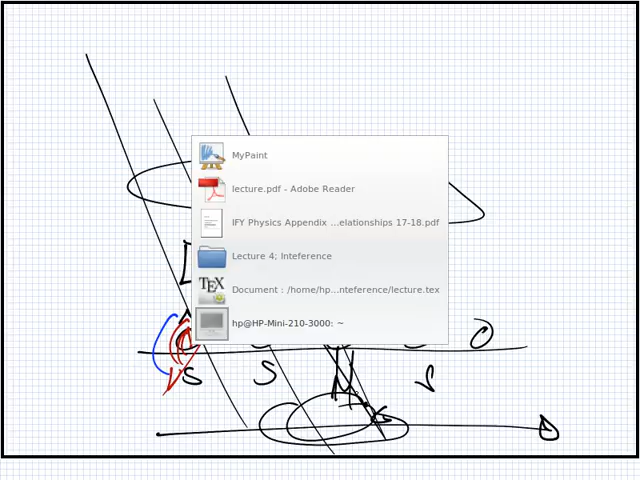 MyPaint
lecture.pdf - Adobe Reader
IFY Physics Appendix ...elationships 17-18.pdf
Lecture 4; Inteference
TEX
Document : /home/hp...nteference/lecture.tex
hp@HP-Mini-210-3000: ~
S S